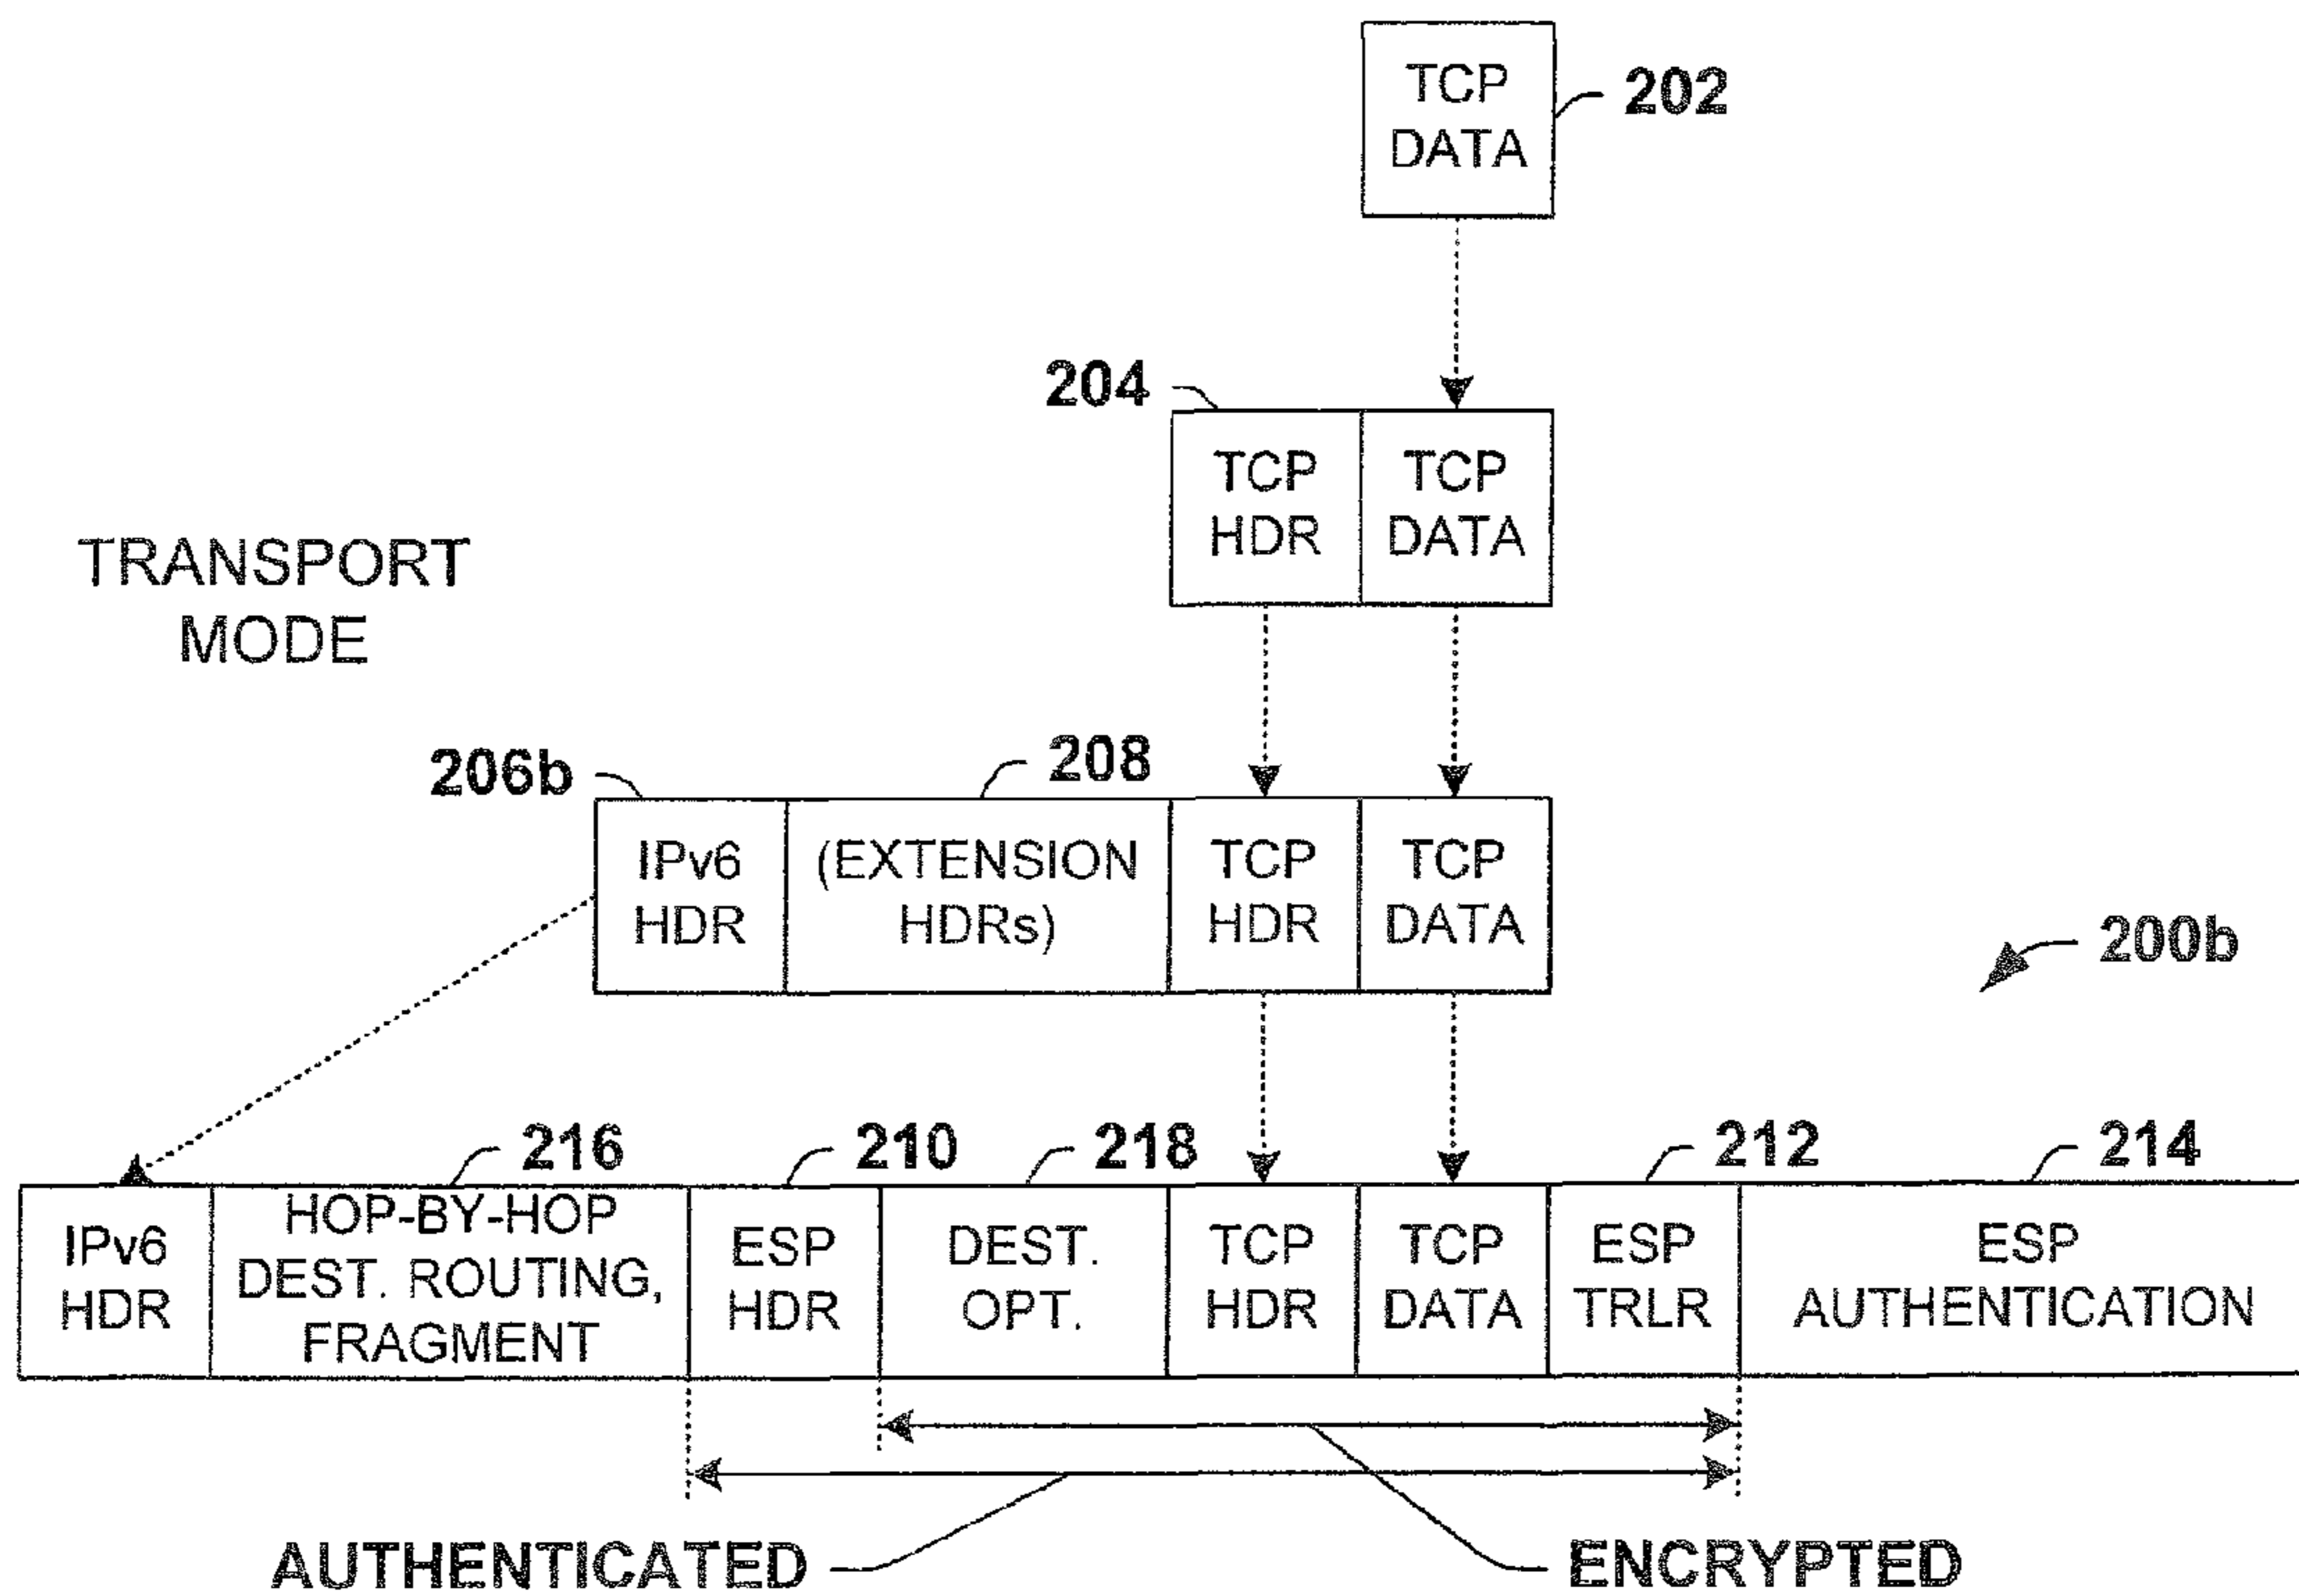 TCP
DATA
202
204
TCP
HDR
TCP
DATA
TRANSPORT
MODE
206b
208
IPv6
HDR
(EXTENSION
HDRs)
TCP
HDR
TCP
DATA
200b
216
210
218
212
214
IPv6
HDR
HOP-BY-HOP
DEST. ROUTING,
FRAGMENT
ESP
HDR
DEST.
OPT.
TCP
HDR
TCP
DATA
ESP
TRLR
ESP
AUTHENTICATION
AUTHENTICATED
ENCRYPTED